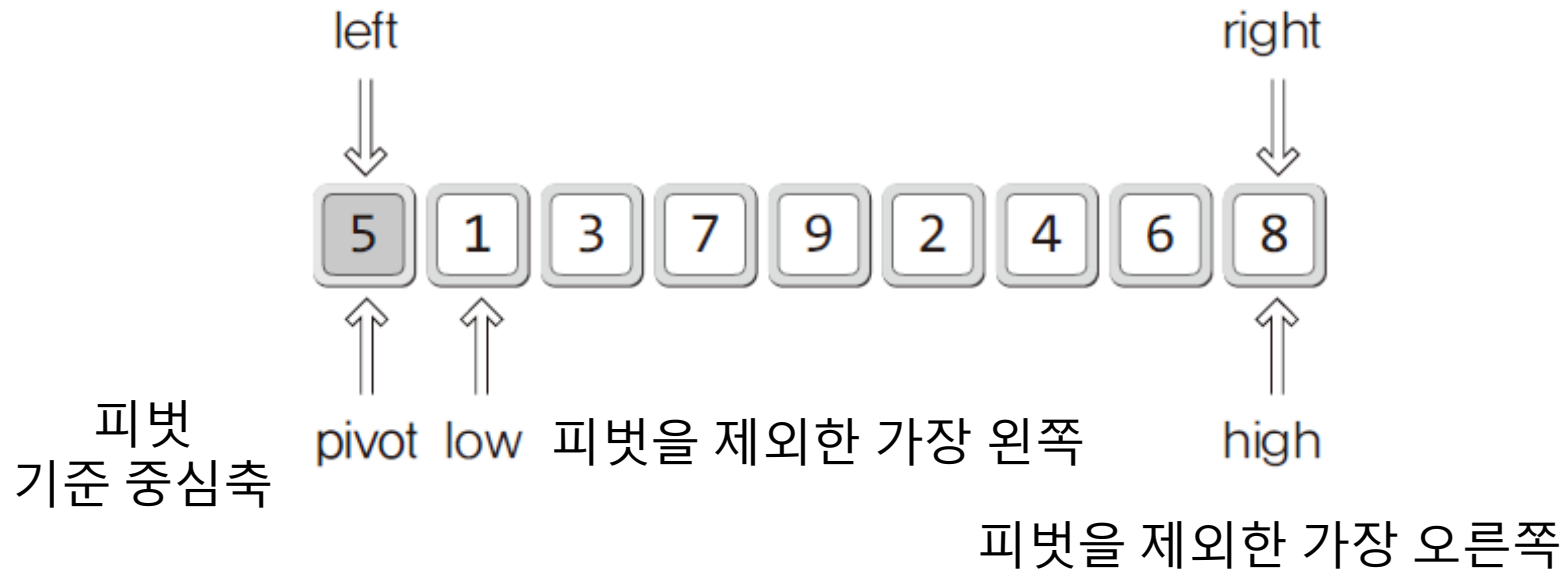 left right
5 1 3 7 9 2 4 6 8
피벗
기준 중심축
pivot low 피벗을 제외한 가장 왼쪽 high
피벗을 제외한 가장 오른쪽